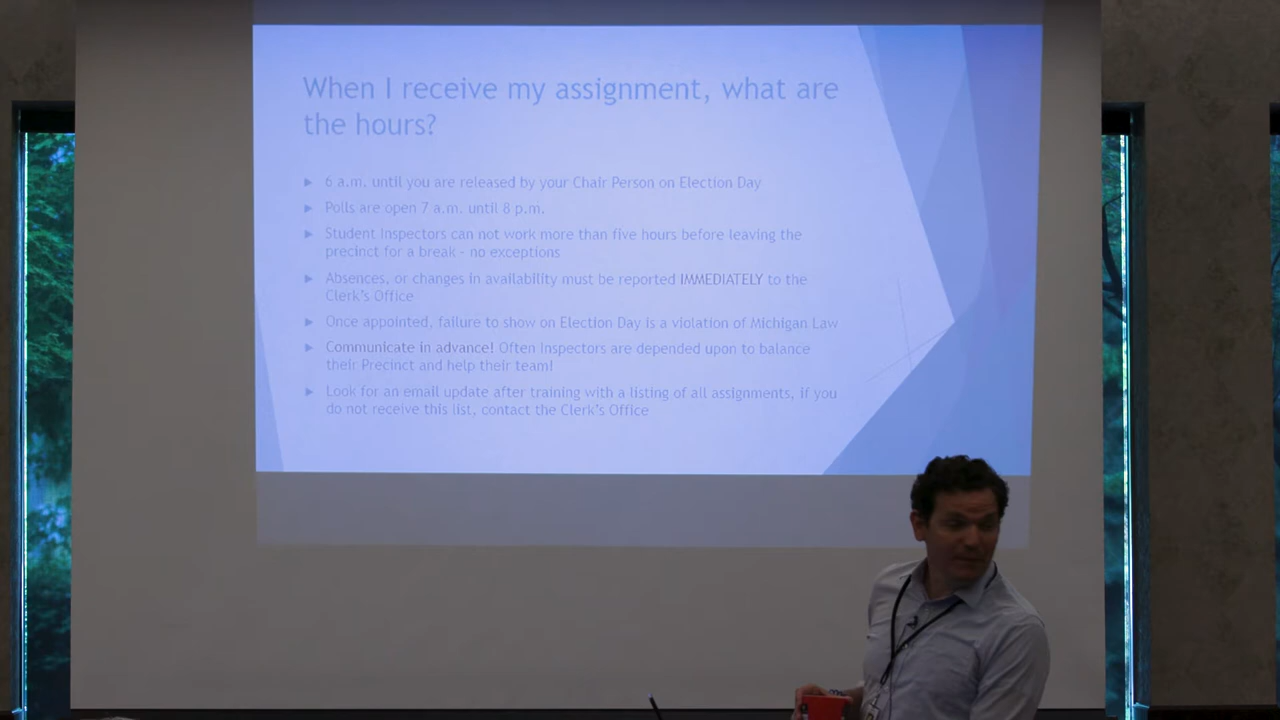 When I receive my assignment, what are
the hours?
6 a.m. until you are released by your Chair Person on Election Day
Polls are open 7 a.m. until 8 p.m.
Student Inspectors can not work more than five hours before leaving the
precinct for a break - no exceptions
Absences, or changes in availability must be reported IMMEDIATELY to the
Clerk's Office
Once appointed, failure to show on Election Day is a violation of Michigan Law
Communicate in advance! Often Inspectors are depended upon to balance
their Precinct and help their team!
Look for an email update after training with a listing of all assignments, if you
do not receive this list, contact the Clerk's Office